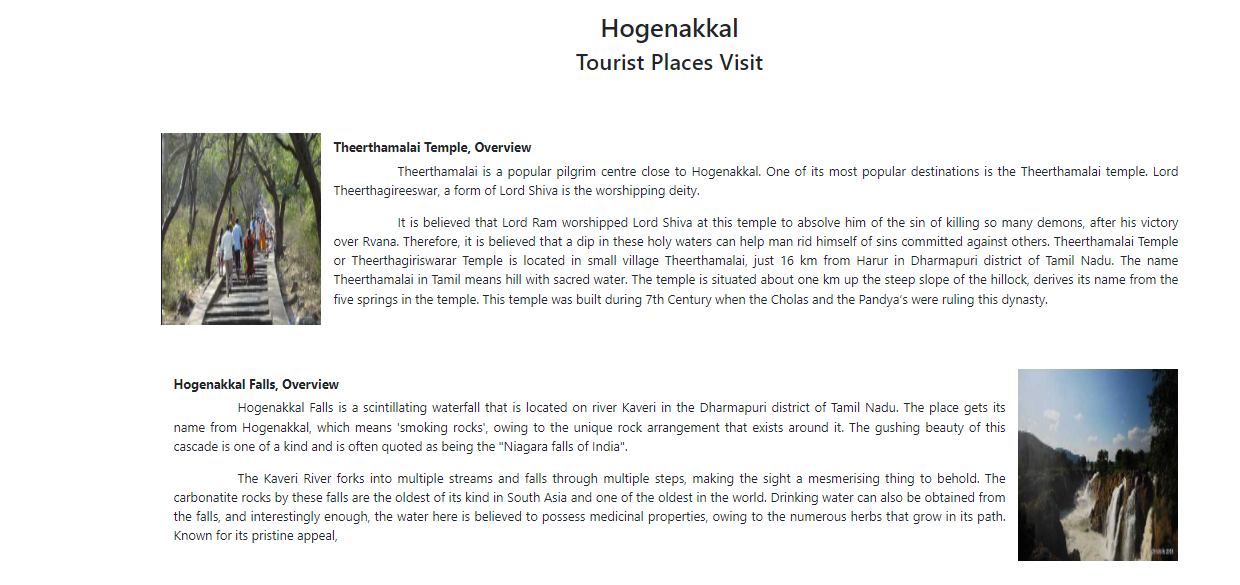 Hogenakkal
Tourist Places Visit
Theerthamalai Temple, Overview
Theerthamalai is a popular pilgrim centre close to Hogenakkal. One of its most popular destinations is the Theerthamalai temple. Lord
Theerthagireeswar, a form of Lord Shiva is the worshipping deity.
It is believed that Lord Ram worshipped Lord Shiva at this temple to absolve him of the sin of killing so many demons, after his victory
over Rvana. Therefore, it is believed that a dip in these holy waters can help man rid himself of sins committed against others. Theerthamalai Temple
or Theerthagiriswarar Temple is located in small village Theerthamalai, just 16 km from Harur in Dharmapuri district of Tamil Nadu. The name
Theerthamalai in Tamil means hill with sacred water. The temple is situated about one km up the steep slope of the hillock, derives its name from the
five springs in the temple. This temple was built during 7th Century when the Cholas and the Pandya's were ruling this dynasty.
Hogenakkal Falls, Overview
Hogenakkal Falls is a scintillating waterfall that is located on river Kaveri in the Dharmapuri district of Tamil Nadu. The place gets its
name from Hogenakkal, which means 'smoking rocks', owing to the unique rock arrangement that exists around it. The gushing beauty of this
cascade is one of a kind and is often quoted as being the "Niagara falls of India".
The Kaveri River forks into multiple streams and falls through multiple steps, making the sight a mesmerising thing to behold. The
carbonatite rocks by these falls are the oldest of its kind in South Asia and one of the oldest in the world. Drinking water can also be obtained from
the falls, and interestingly enough, the water here is believed to possess medicinal properties, owing to the numerous herbs that grow in its path.
Known for its pristine appeal,